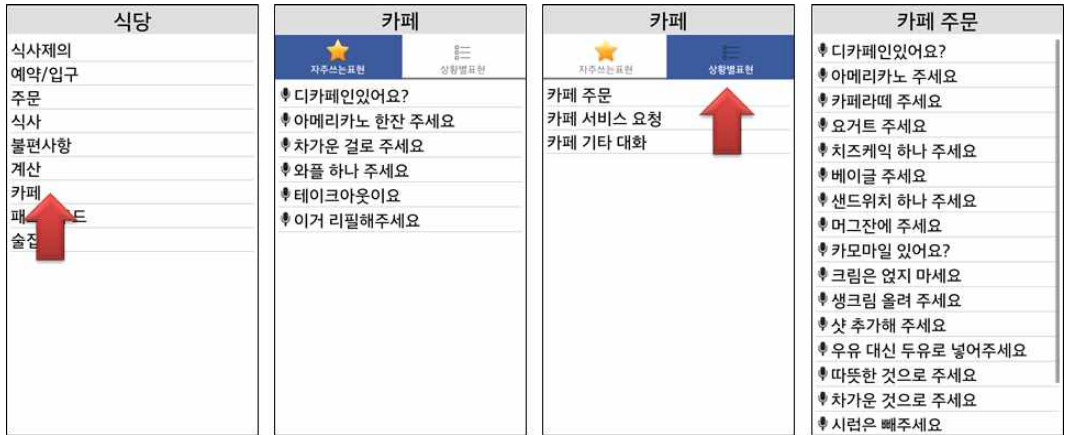 식당
식사제의
예약/입구
주문
식사
불편사항
계산
카페
패 드
술집
카페
자주쓰는표현
상황별표현
디카페인있어요?
아메리카노 한잔 주세요
차가운 걸로 주세요
와플 하나 주세요
테이크아웃이요
이거 리필해주세요
카페
자주쓰는표현
상황별표현
카페 주문
카페 서비스 요청
카페 기타 대화
카페 주문
디카페인있어요?
아메리카노 주세요
카페라떼 주세요
요거트 주세요
치즈케익 하나 주세요
베이글 주세요
샌드위치 하나 주세요
머그잔에 주세요
카모마일 있어요?
크림은 얹지 마세요
생크림 올려 주세요
샷 추가해 주세요
우유 대신 두유로 넣어주세요
따뜻한 것으로 주세요
차가운 것으로 주세요
시럽은 빼주세요